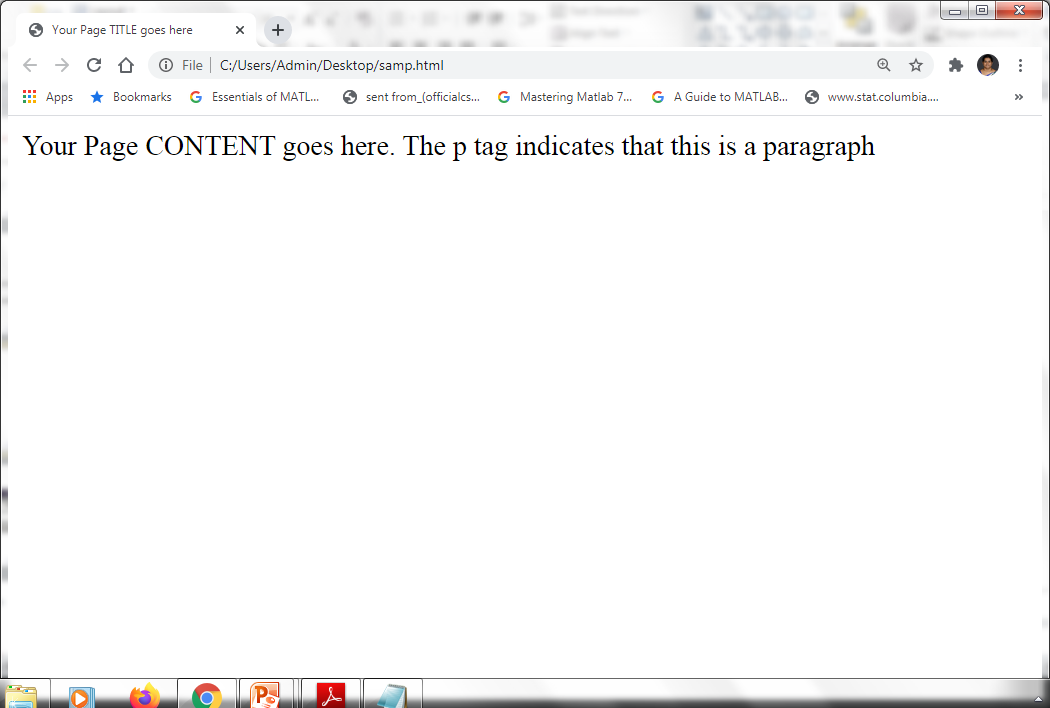 Your Page TITLE goes here
File
C:/Users/Admin/Desktop/samp.html
Apps
Bookmarks
Essentials of MATL...
sent from_(officialcs...
Mastering Matlab 7...
A Guide to MATLAB...
www.stat.columbia....
Your Page CONTENT goes here. The p tag indicates that this is a paragraph